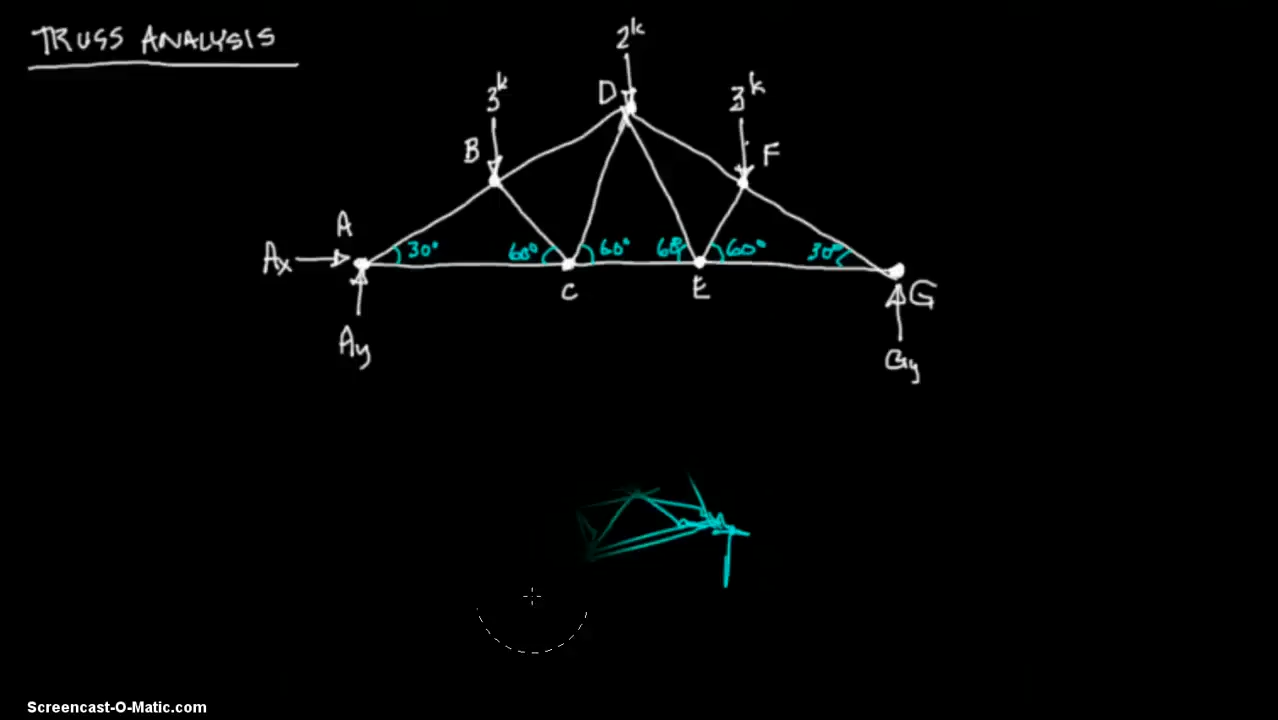 TRUSS ANALYSIS
2k
3k
D
3k
B
F
A
Ax
30°
60°
60°
60°
60°
30°
C
E
G
Ay
Gy
Screencast-O-Matic.com